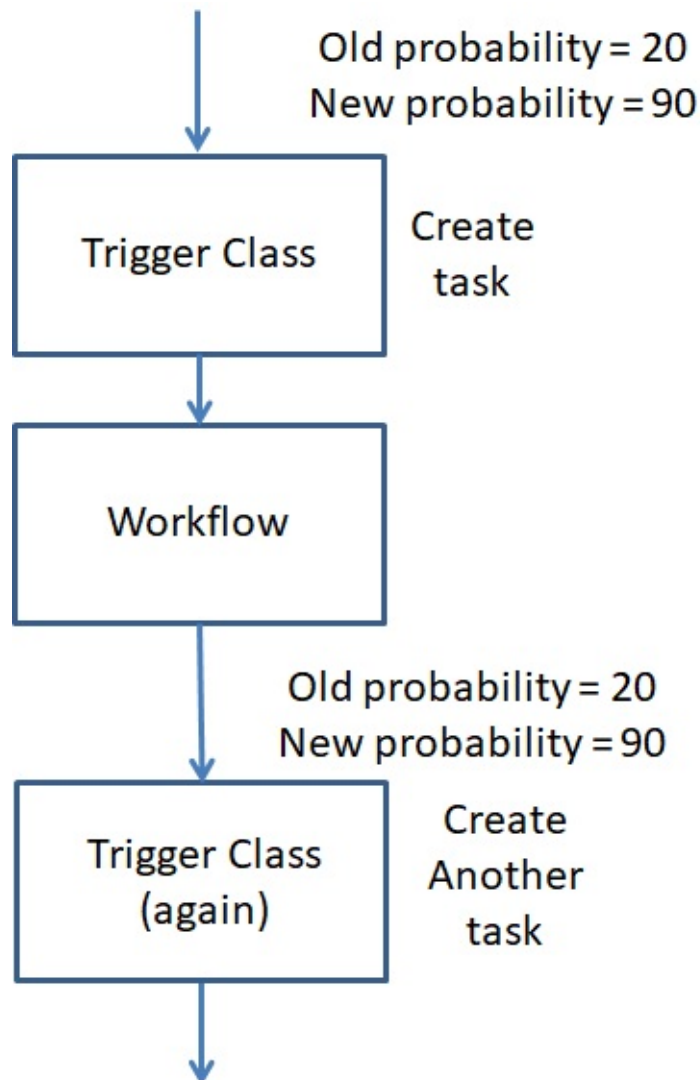 Old probability = 20
New probability = 90
Trigger Class
Create
task
Workflow
Old probability = 20
New probability = 90
Trigger Class
(again)
Create
Another
task